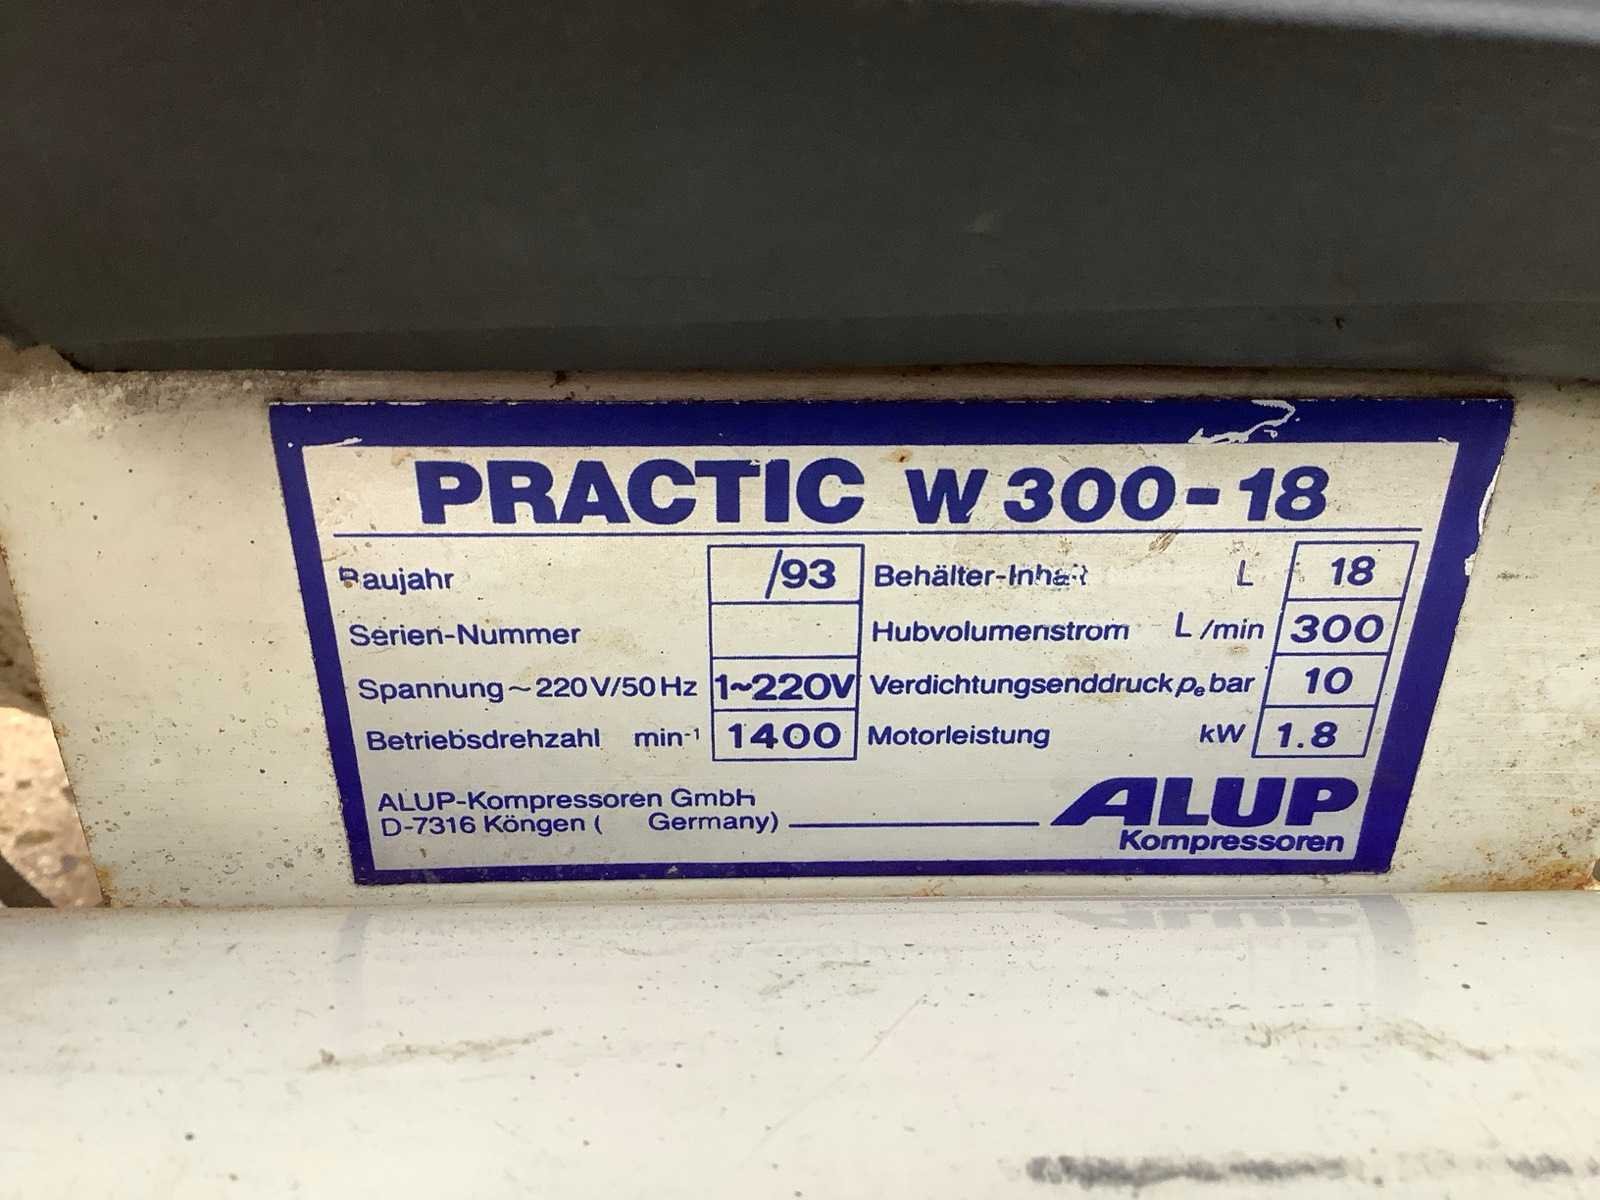 PRACTIC W 300-18
Baujahr /93 Behälter-Inhalt L 18
Serien-Nummer Hubvolumenstrom L/min 300
Spannung ~ 220 V/50 Hz 1~220V Verdichtungsenddruck pe bar 10
Betriebsdrehzahl min-1 1400 Motorleistung kW 1.8
ALUP-Kompressoren GmbH
D-7316 Köngen ( Germany)
ALUP
Kompressoren